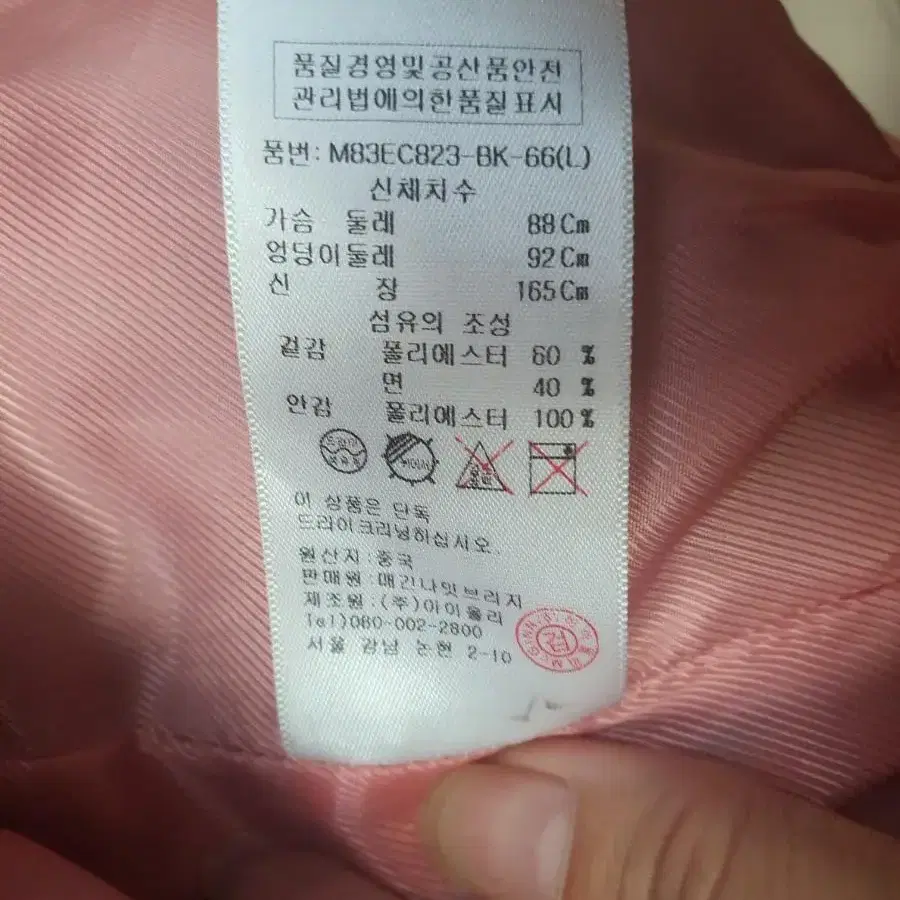 품질경영및공산품안전
관리법에의한품질표시
품번: M83EC823-BK-66(L)
신체치수
가슴 둘레 88Cm
엉덩이둘레 92Cm
신 장 165Cm
섬유의 조성
겉감 폴리에스터 60 %
면 40 %
안감 폴리에스터 100%
드라이
이 상품은 단독
드라이크리닝하십시오.
원산지:중국
판매원:매긴나잇브리지
제조원:(주)아이올리
Tel)080-002-2800
서울 강남 논현 2-10
검